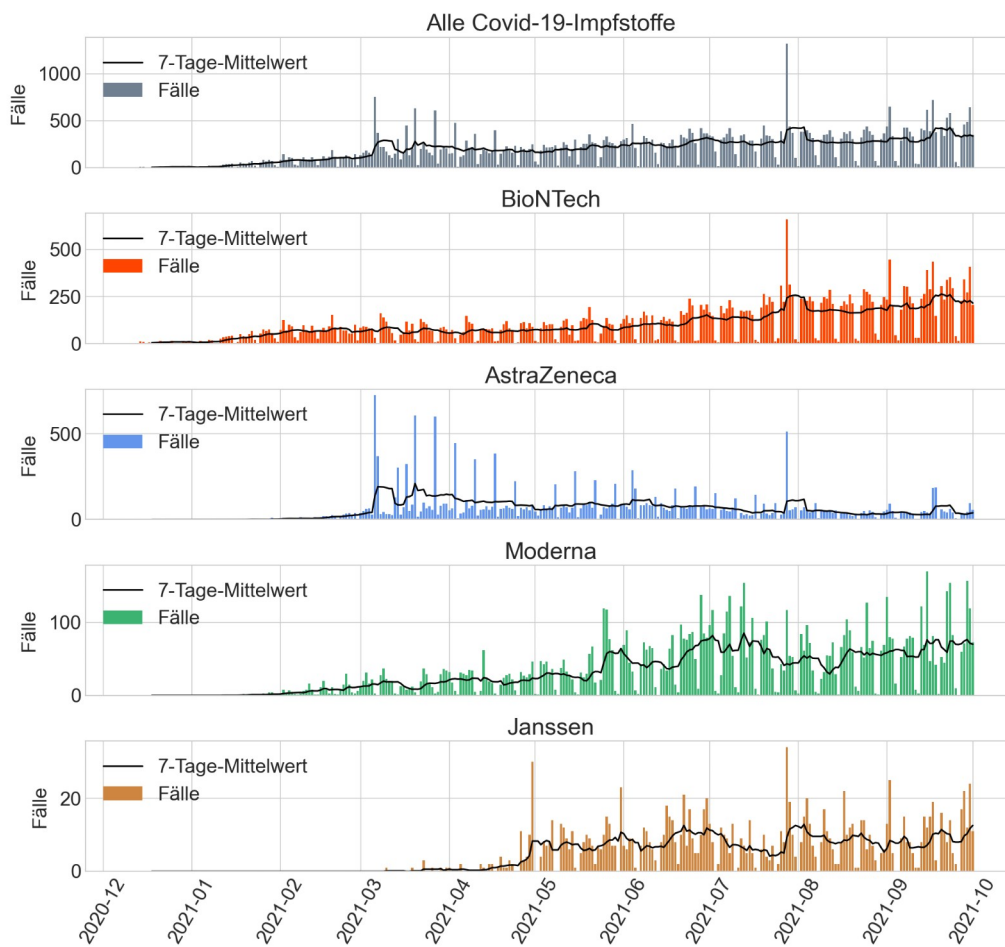 Alle Covid-19-Impfstoffe
Fälle
1000
500
0
7-Tage-Mittelwert
Fälle
BioNTech
Fälle
500
250
0
7-Tage-Mittelwert
Fälle
AstraZeneca
Fälle
500
0
7-Tage-Mittelwert
Fälle
Moderna
Fälle
100
0
7-Tage-Mittelwert
Fälle
Janssen
Fälle
20
0
7-Tage-Mittelwert
Fälle
2020-12
2021-01
2021-02
2021-03
2021-04
2021-05
2021-06
2021-07
2021-08
2021-09
2021-10